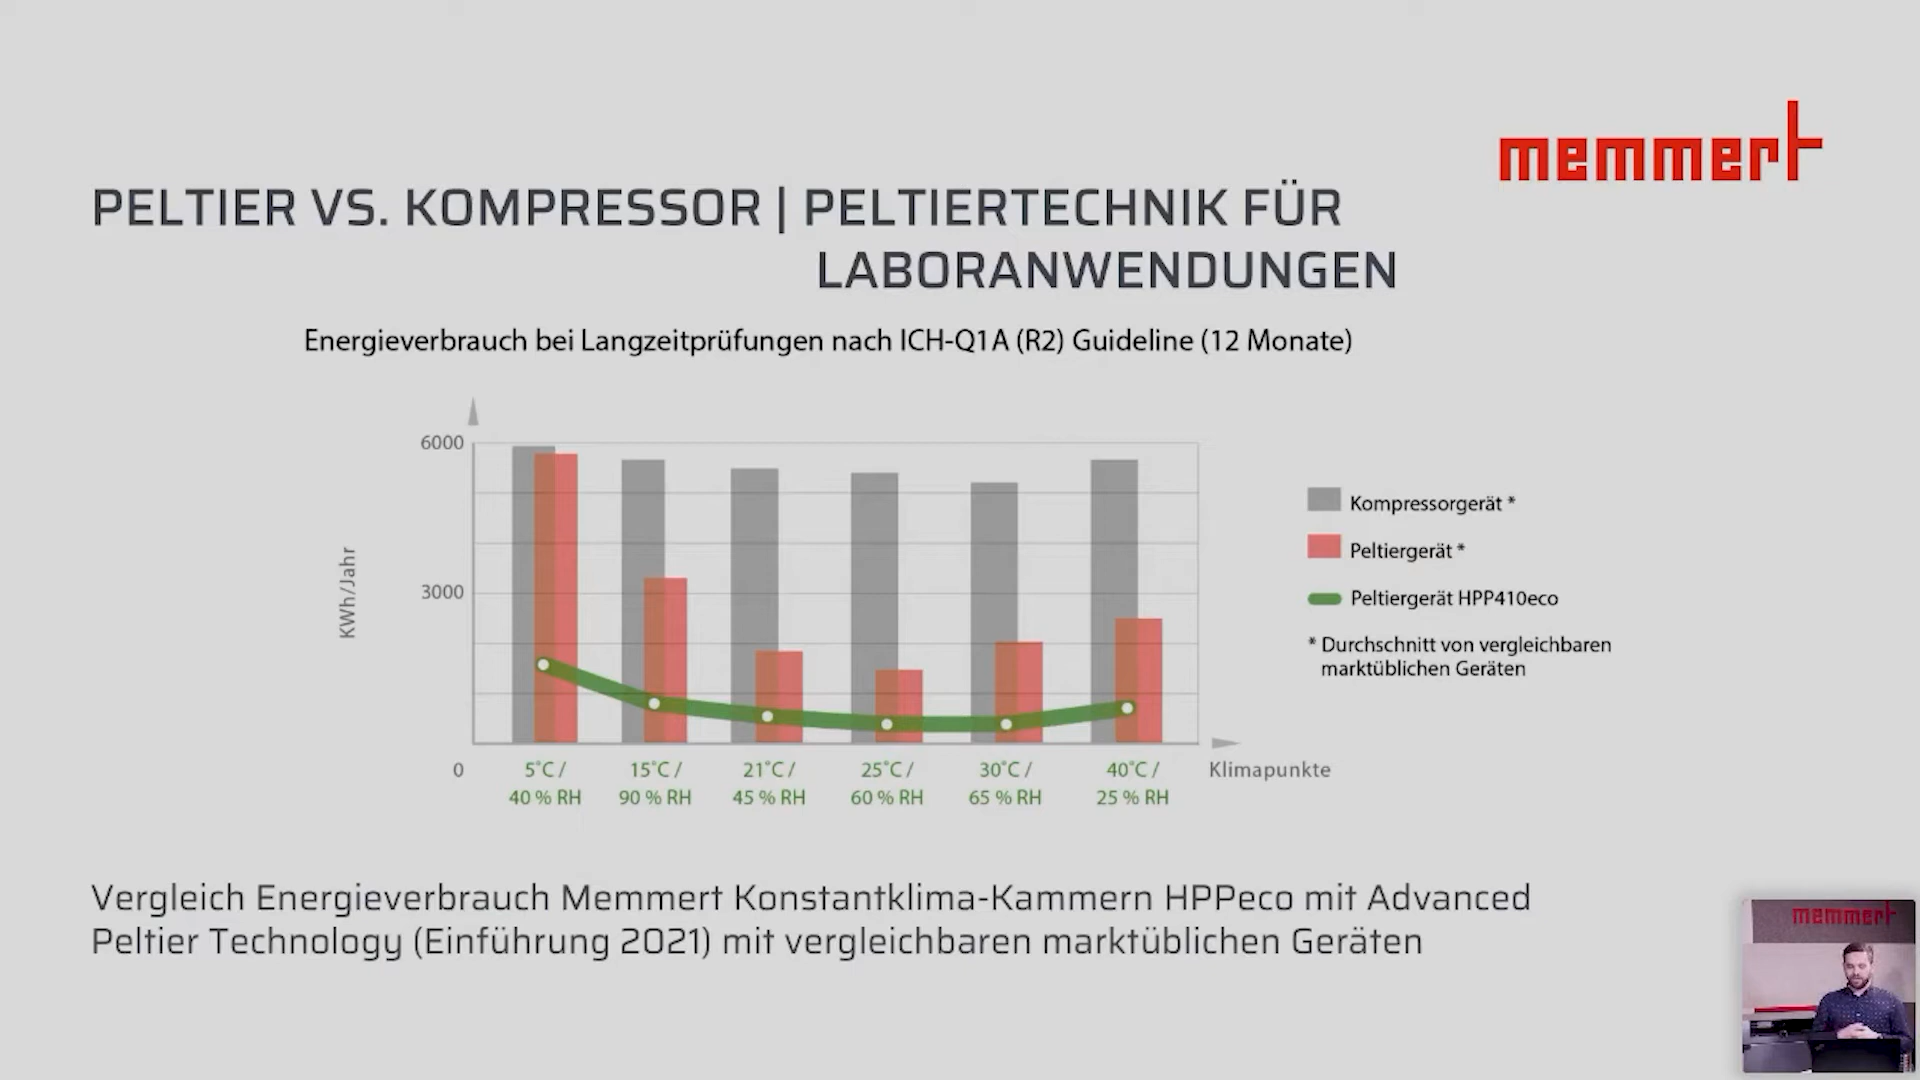 memmert
PELTIER VS. KOMPRESSOR | PELTIERTECHNIK FÜR
LABORANWENDUNGEN
Energieverbrauch bei Langzeitprüfungen nach ICH-Q1A (R2) Guideline (12 Monate)
6000
3000
0
KWh/Jahr
5°C /
40 % RH
15°C /
90 % RH
21°C /
45 % RH
25°C /
60 % RH
30°C /
65 % RH
40°C /
25 % RH
Klimapunkte
Kompressorgerät *
Peltiergerät *
Peltiergerät HPP410eco
* Durchschnitt von vergleichbaren
marktüblichen Geräten
Vergleich Energieverbrauch Memmert Konstantklima-Kammern HPPeco mit Advanced
Peltier Technology (Einführung 2021) mit vergleichbaren marktüblichen Geräten
memmert